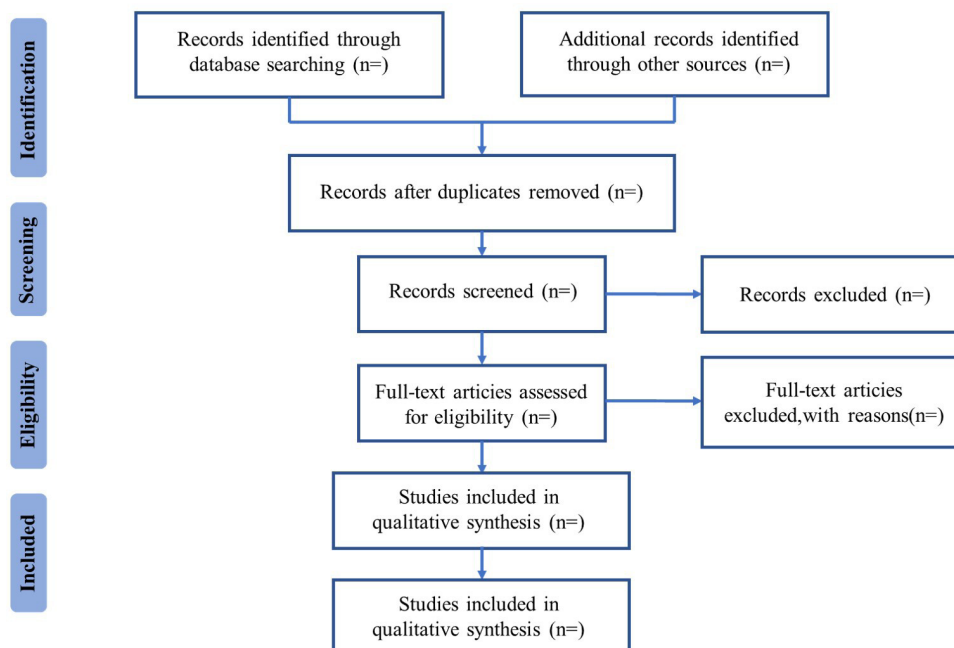 Identification
Records identified through
database searching (n=)
Additional records identified
through other sources (n=)
Records after duplicates removed (n=)
Screening
Records screened (n=)
Records excluded (n=)
Eligibility
Full-text articies assessed
for eligibility (n=)
Full-text articies
excluded,with reasons(n=)
Included
Studies included in
qualitative synthesis (n=)
Studies included in
qualitative synthesis (n=)